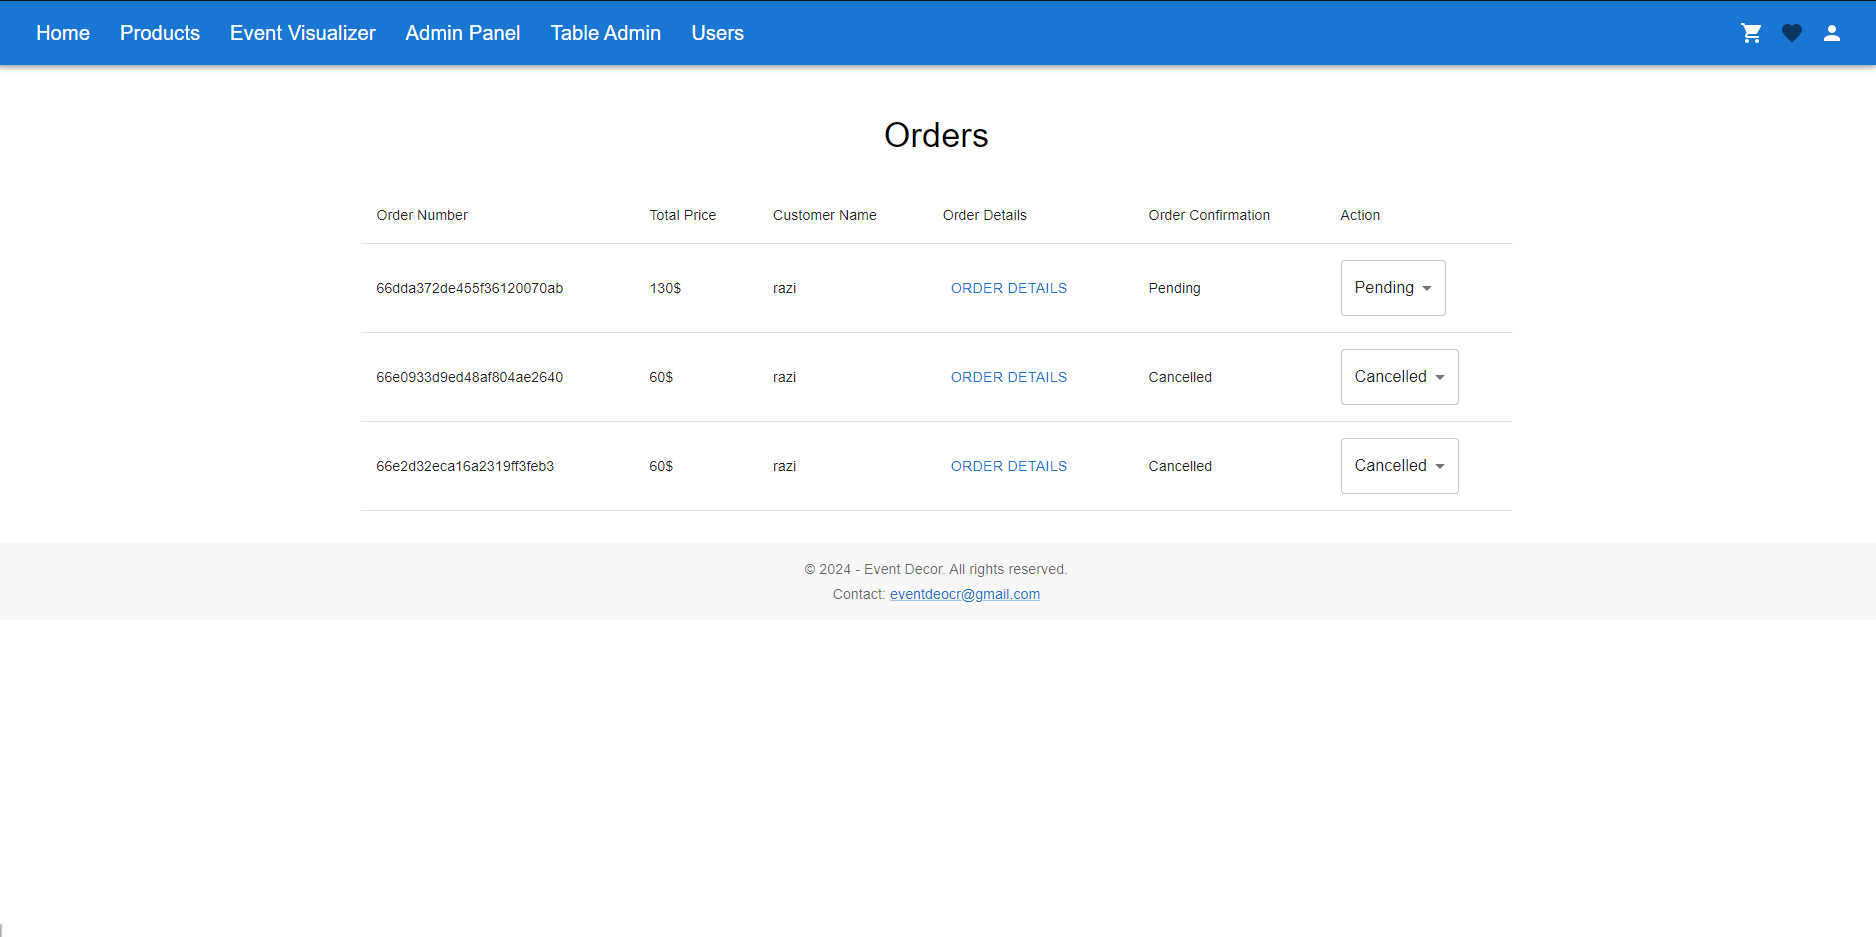 Home Products Event Visualizer Admin Panel Table Admin Users
Orders
Order Number Total Price Customer Name Order Details Order Confirmation Action
66dda372de455f36120070ab 130$ razi ORDER DETAILS Pending Pending
66e0933d9ed48af804ae2640 60$ razi ORDER DETAILS Cancelled Cancelled
66e2d32eca16a2319ff3feb3 60$ razi ORDER DETAILS Cancelled Cancelled
© 2024 - Event Decor. All rights reserved.
Contact: eventdeocr@gmail.com